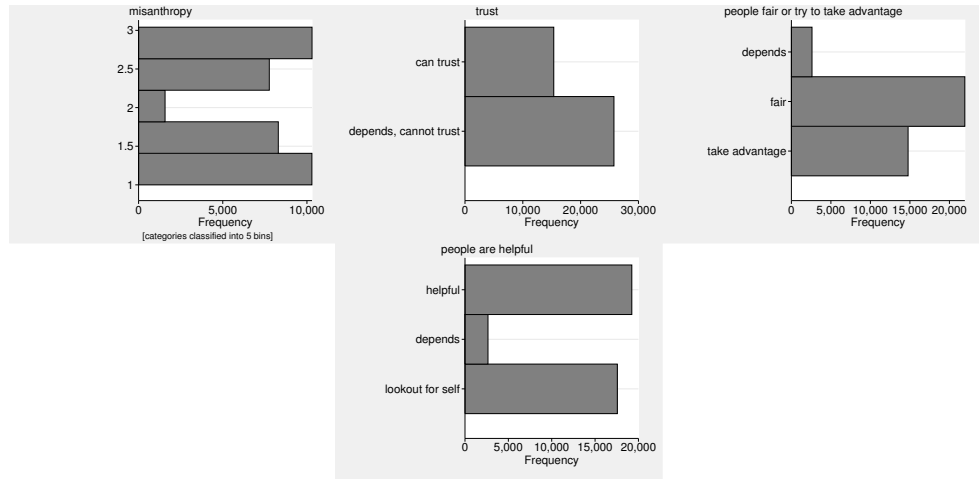 misanthropy
3
2.5
2
1.5
1
0 5,000 10,000
Frequency
[categories classified into 5 bins]
trust
can trust
depends, cannot trust
0 10,000 20,000 30,000
Frequency
people fair or try to take advantage
depends
fair
take advantage
0 5,000 10,000 15,000 20,000
Frequency
people are helpful
helpful
depends
lookout for self
0 5,000 10,000 15,000 20,000
Frequency